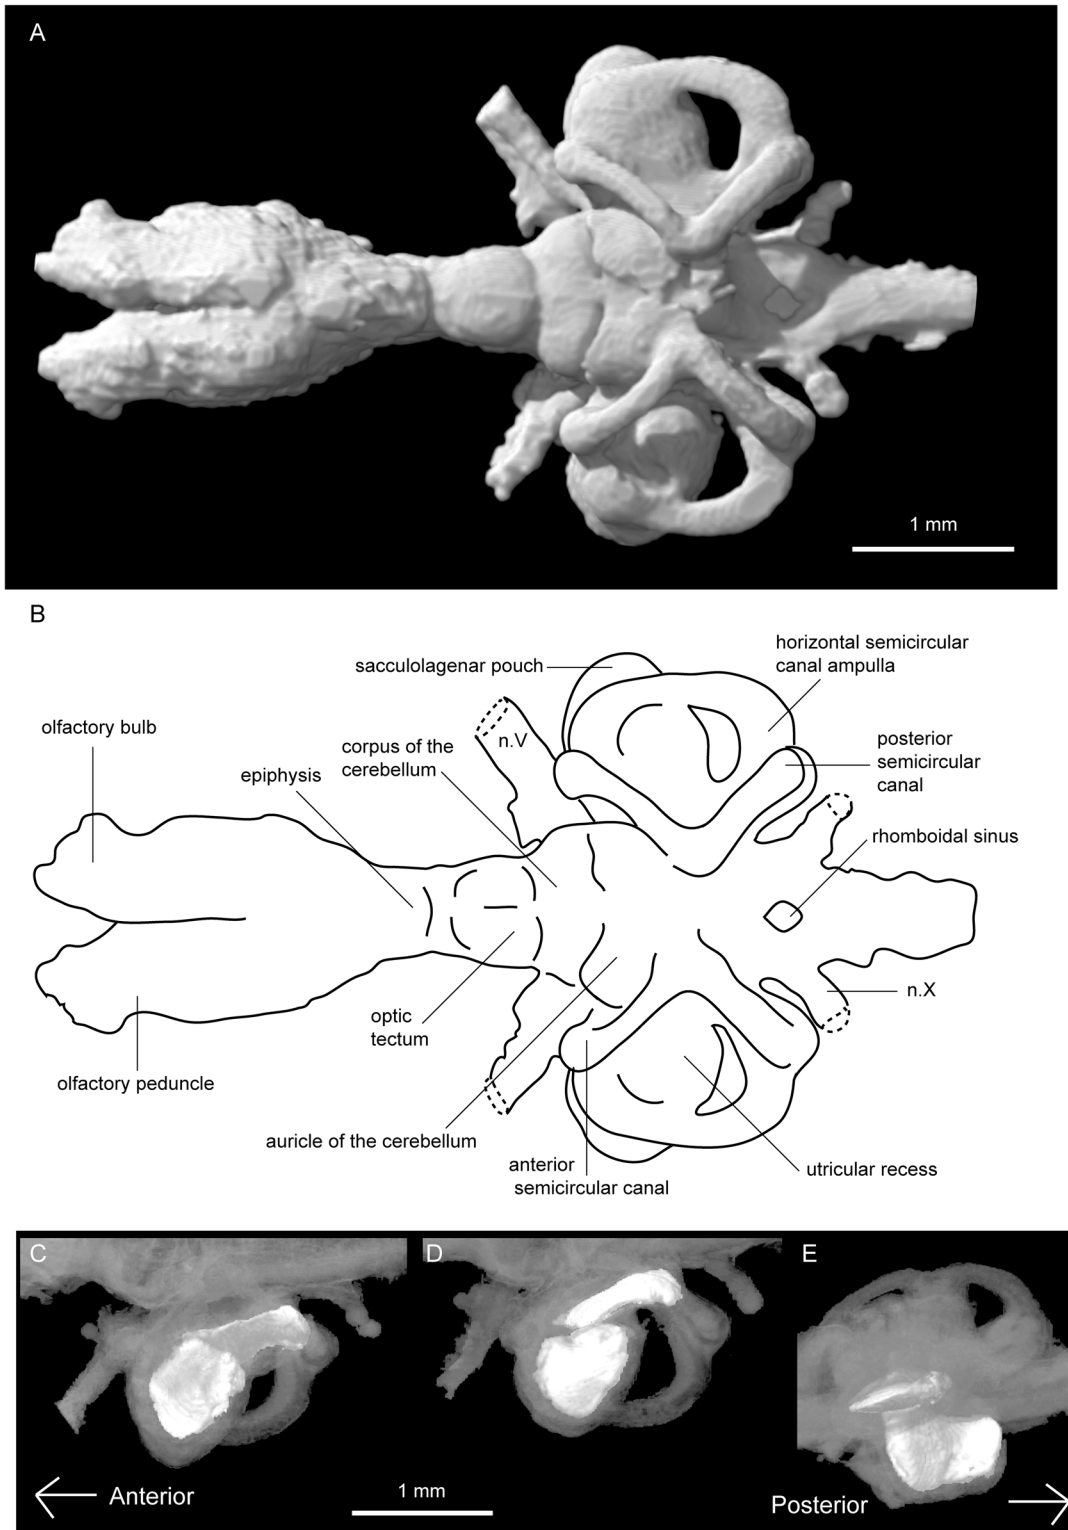 A
1 mm
B
horizontal semicircular
canal ampulla
sacculolagenar pouch
olfactory bulb
n.V
corpus of the
cerebellum
posterior
semicircular
canal
epiphysis
rhomboidal sinus
n.X
optic
tectum
olfactory peduncle
auricle of the cerebellum
anterior
semicircular canal
utricular recess
C
D
E
Anterior
1 mm
Posterior